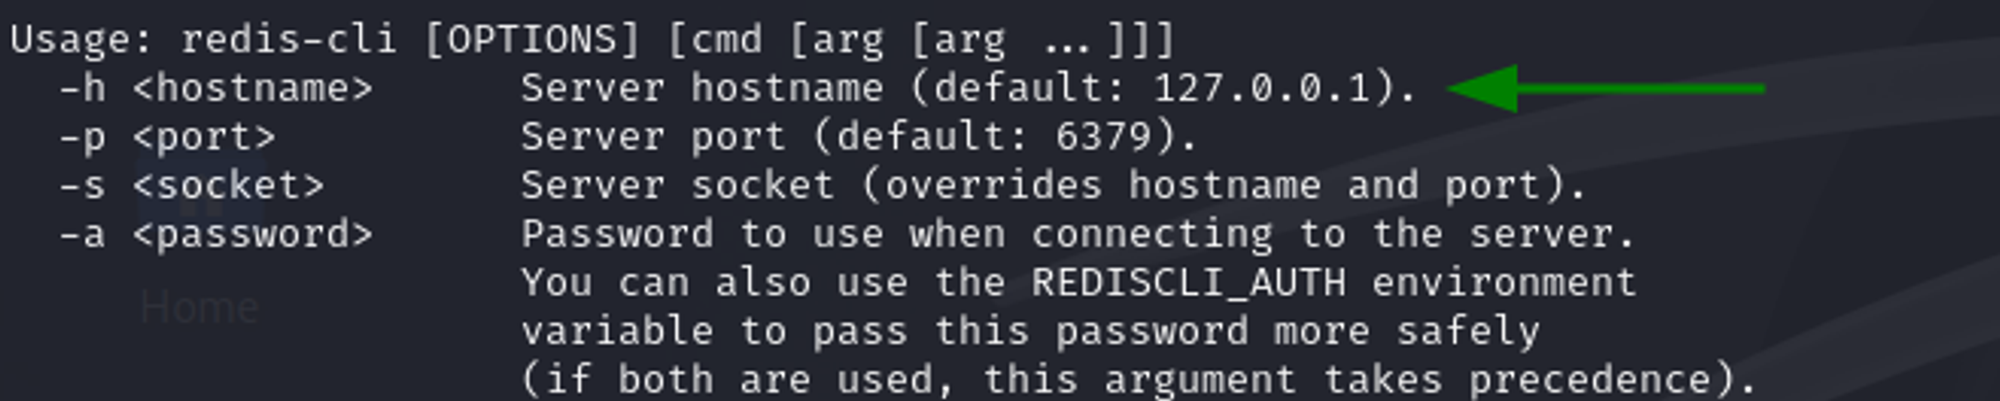 Usage: redis-cli [OPTIONS] [cmd [arg [arg ...]]]
  -h <hostname>      Server hostname (default: 127.0.0.1).
  -p <port>          Server port (default: 6379).
  -s <socket>        Server socket (overrides hostname and port).
  -a <password>      Password to use when connecting to the server.
                     You can also use the REDISCLI_AUTH environment
                     variable to pass this password more safely
                     (if both are used, this argument takes precedence).
Home